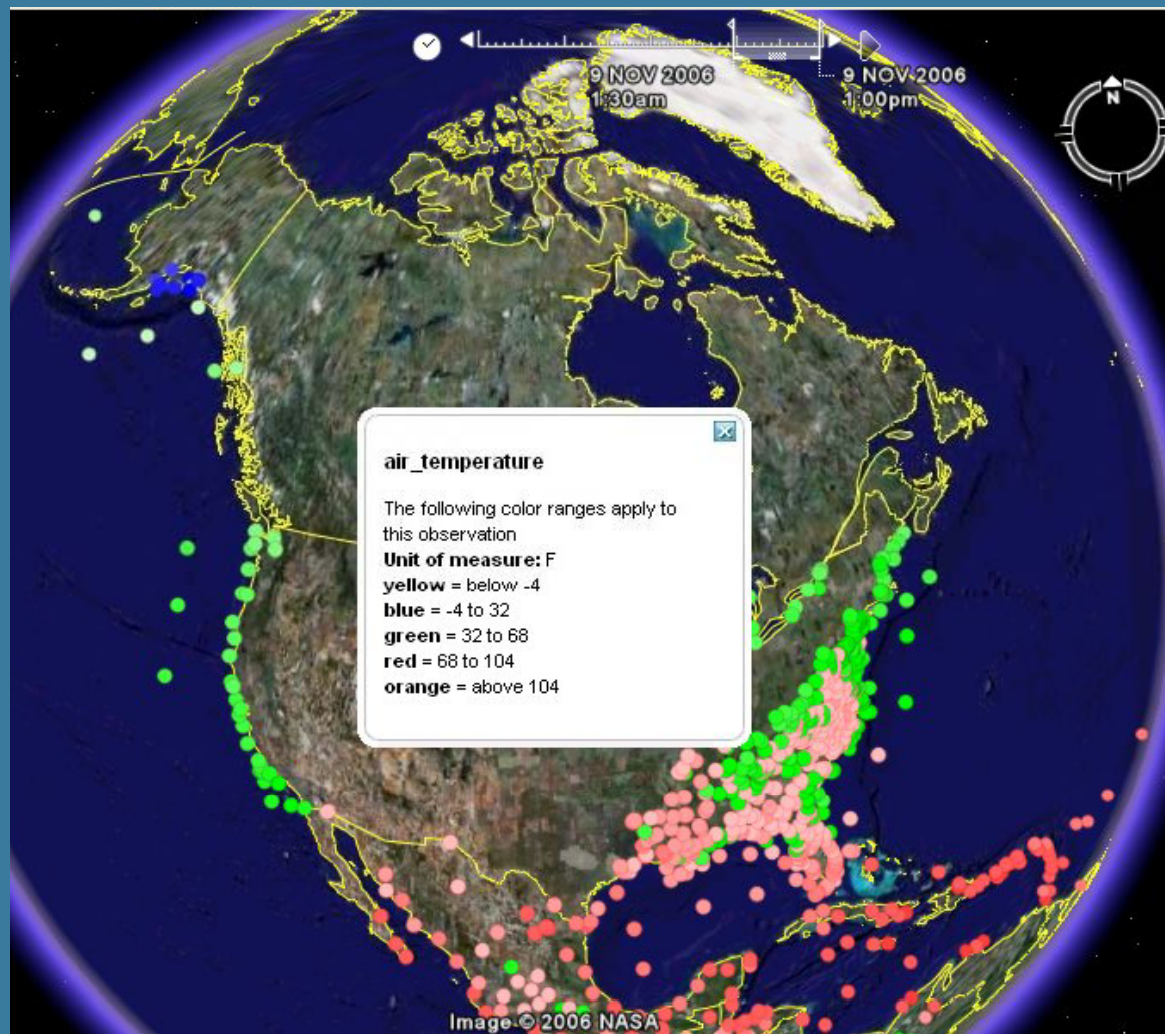 9 NOV 2006
1:30am
9 NOV 2006
1:00pm
N
air_temperature
The following color ranges apply to
this observation
Unit of measure: F
yellow = below -4
blue = -4 to 32
green = 32 to 68
red = 68 to 104
orange = above 104
Image © 2006 NASA